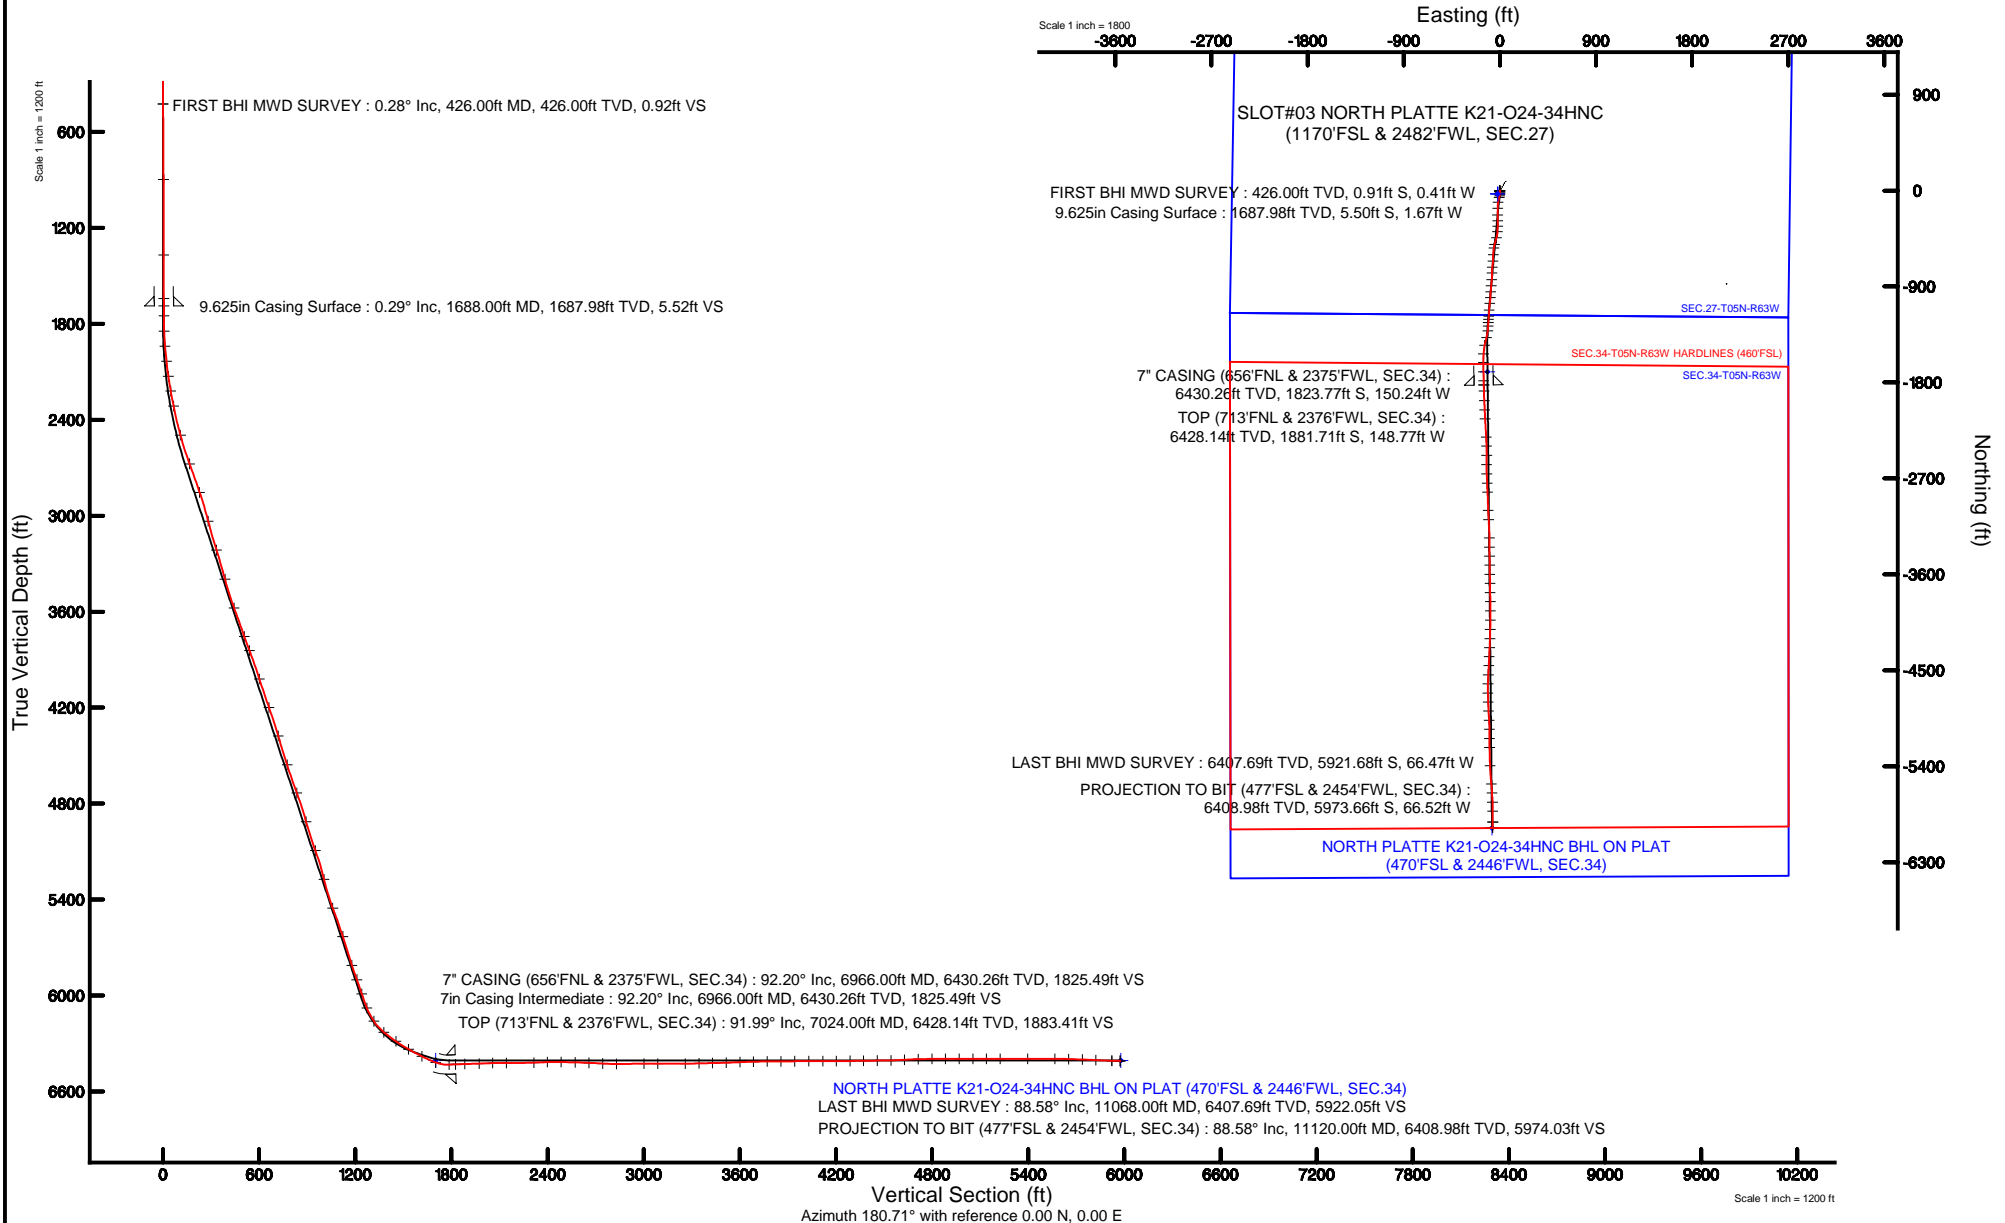 Scale 1 inch = 1200 ft
True Vertical Depth (ft)
600
1200
1800
2400
3000
3600
4200
4800
5400
6000
6600
FIRST BHI MWD SURVEY : 0.28° Inc, 426.00ft MD, 426.00ft TVD, 0.92ft VS
9.625in Casing Surface : 0.29° Inc, 1688.00ft MD, 1687.98ft TVD, 5.52ft VS
7" CASING (656'FNL & 2375'FWL, SEC.34) : 92.20° Inc, 6966.00ft MD, 6430.26ft TVD, 1825.49ft VS
7in Casing Intermediate : 92.20° Inc, 6966.00ft MD, 6430.26ft TVD, 1825.49ft VS
TOP (713'FNL & 2376'FWL, SEC.34) : 91.99° Inc, 7024.00ft MD, 6428.14ft TVD, 1883.41ft VS
NORTH PLATTE K21-O24-34HNC BHL ON PLAT (470'FSL & 2446'FWL, SEC.34)
LAST BHI MWD SURVEY : 88.58° Inc, 11068.00ft MD, 6407.69ft TVD, 5922.05ft VS
PROJECTION TO BIT (477'FSL & 2454'FWL, SEC.34) : 88.58° Inc, 11120.00ft MD, 6408.98ft TVD, 5974.03ft VS
0 600 1200 1800 2400 3000 3600 4200 4800 5400 6000 6600 7200 7800 8400 9000 9600 10200
Vertical Section (ft)
Azimuth 180.71° with reference 0.00 N, 0.00 E
Scale 1 inch = 1200 ft
Easting (ft)
Scale 1 inch = 1800
-3600 -2700 -1800 -900 0 900 1800 2700 3600
SLOT#03 NORTH PLATTE K21-O24-34HNC
(1170'FSL & 2482'FWL, SEC.27)
FIRST BHI MWD SURVEY : 426.00ft TVD, 0.91ft S, 0.41ft W
9.625in Casing Surface : 1687.98ft TVD, 5.50ft S, 1.67ft W
SEC.27-T05N-R63W
SEC.34-T05N-R63W HARDLINES (460'FSL)
SEC.34-T05N-R63W
7" CASING (656'FNL & 2375'FWL, SEC.34) :
6430.26ft TVD, 1823.77ft S, 150.24ft W
TOP (713'FNL & 2376'FWL, SEC.34) :
6428.14ft TVD, 1881.71ft S, 148.77ft W
LAST BHI MWD SURVEY : 6407.69ft TVD, 5921.68ft S, 66.47ft W
PROJECTION TO BIT (477'FSL & 2454'FWL, SEC.34) :
6408.98ft TVD, 5973.66ft S, 66.52ft W
NORTH PLATTE K21-O24-34HNC BHL ON PLAT
(470'FSL & 2446'FWL, SEC.34)
900
0
-900
-1800
-2700
-3600
-4500
-5400
-6300
Northing (ft)